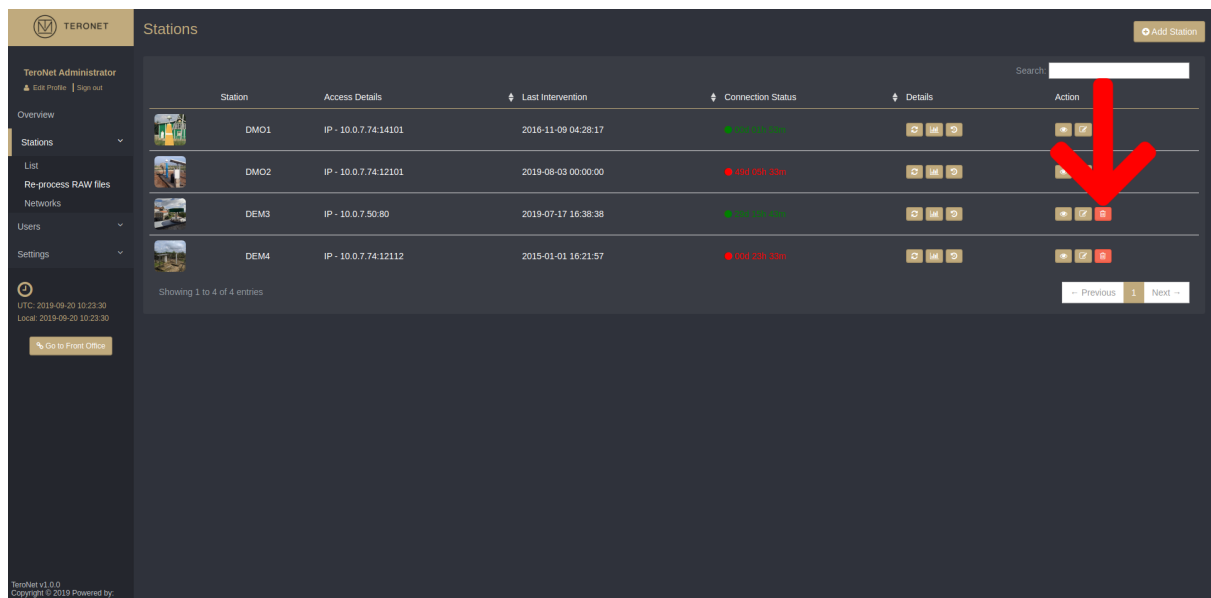 TERONET
Stations
Add Station
TeroNet Administrator
Edit Profile | Sign out
Overview
Stations
List
Re-process RAW files
Networks
Users
Settings
UTC: 2019-09-20 10:23:30
Local: 2019-09-20 10:23:30
Go to Front Office
TeroNet v1.0.0
Copyright © 2019 Powered by:
Search:
Station Access Details Last Intervention Connection Status Details Action
DMO1 IP - 10.0.7.74:14101 2016-11-09 04:28:17
DMO2 IP - 10.0.7.74:12101 2019-08-03 00:00:00 49d 05h 33m
DEM3 IP - 10.0.7.50:80 2019-07-17 16:38:38
DEM4 IP - 10.0.7.74:12112 2015-01-01 16:21:57
Showing 1 to 4 of 4 entries
← Previous 1 Next →